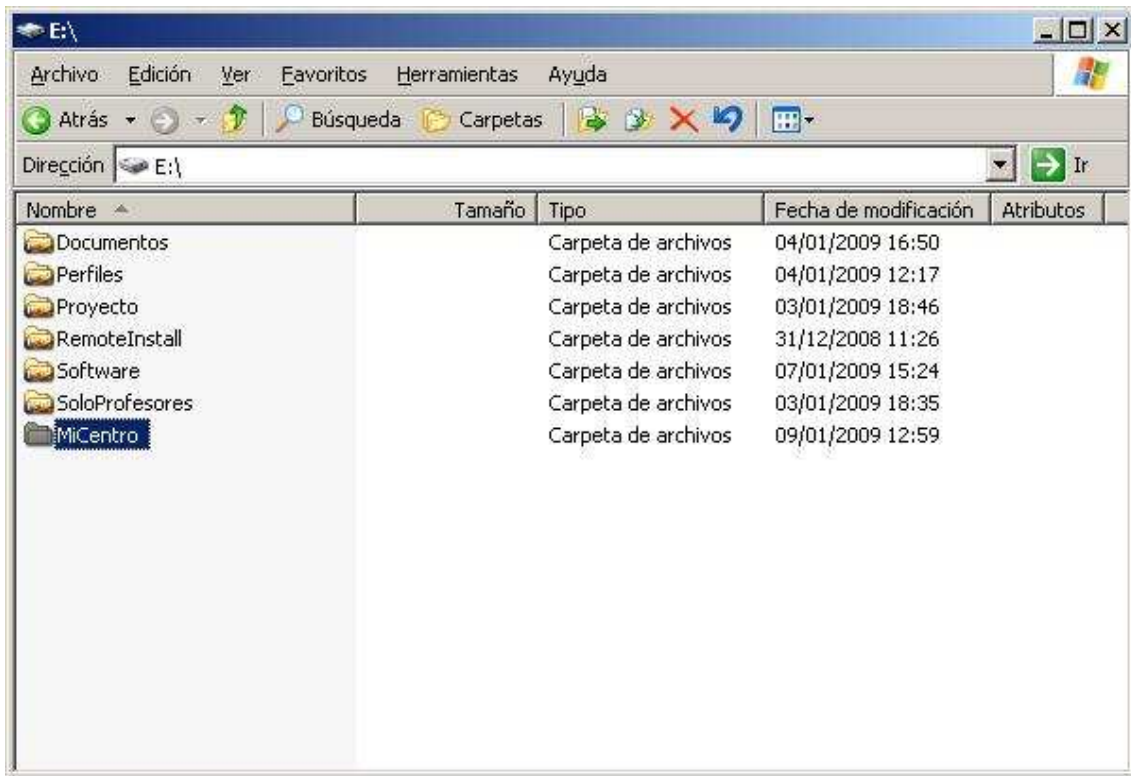 E:\
Archivo Edición Ver Favoritos Herramientas Ayuda
Atrás Búsqueda Carpetas
Dirección E:\ Ir
Nombre Tamaño Tipo Fecha de modificación Atributos
Documentos Carpeta de archivos 04/01/2009 16:50
Perfiles Carpeta de archivos 04/01/2009 12:17
Proyecto Carpeta de archivos 03/01/2009 18:46
RemoteInstall Carpeta de archivos 31/12/2008 11:26
Software Carpeta de archivos 07/01/2009 15:24
SoloProfesores Carpeta de archivos 03/01/2009 18:35
MiCentro Carpeta de archivos 09/01/2009 12:59